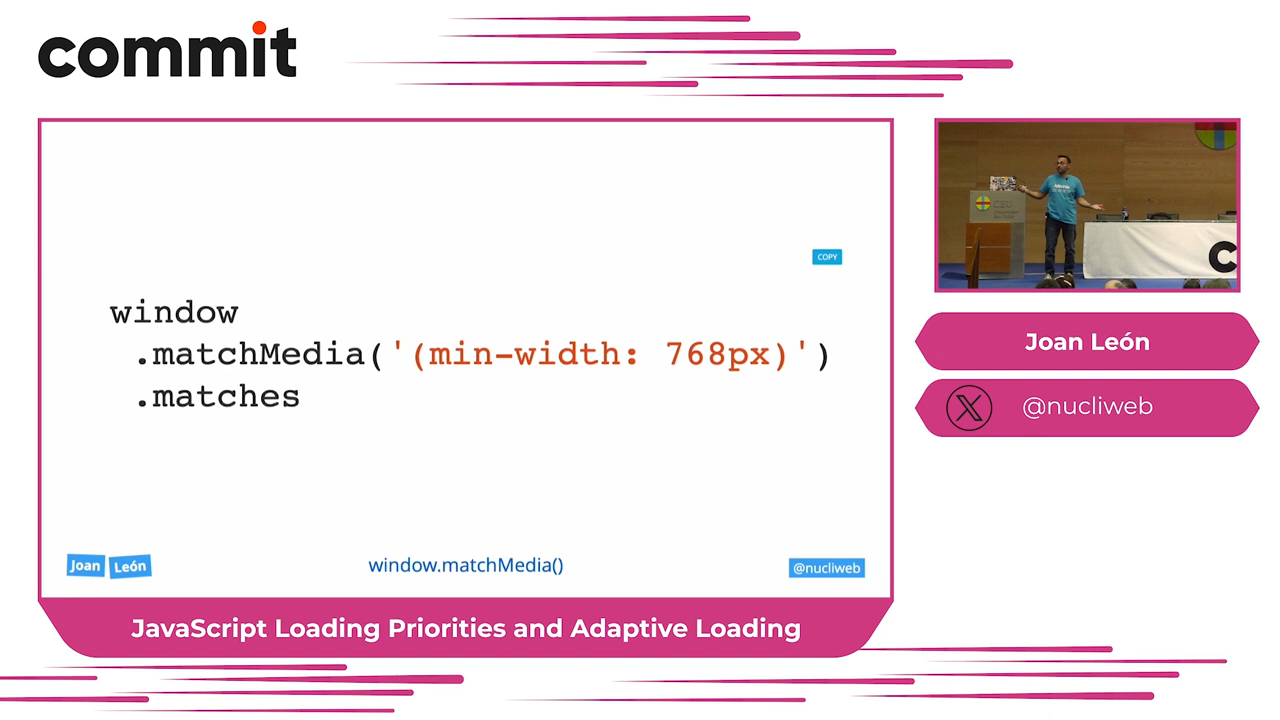 commit
COPY
window
.matchMedia('(min-width: 768px)')
.matches
Joan León
window.matchMedia()
@nucliweb
JavaScript Loading Priorities and Adaptive Loading
CEU
Joan León
@nucliweb